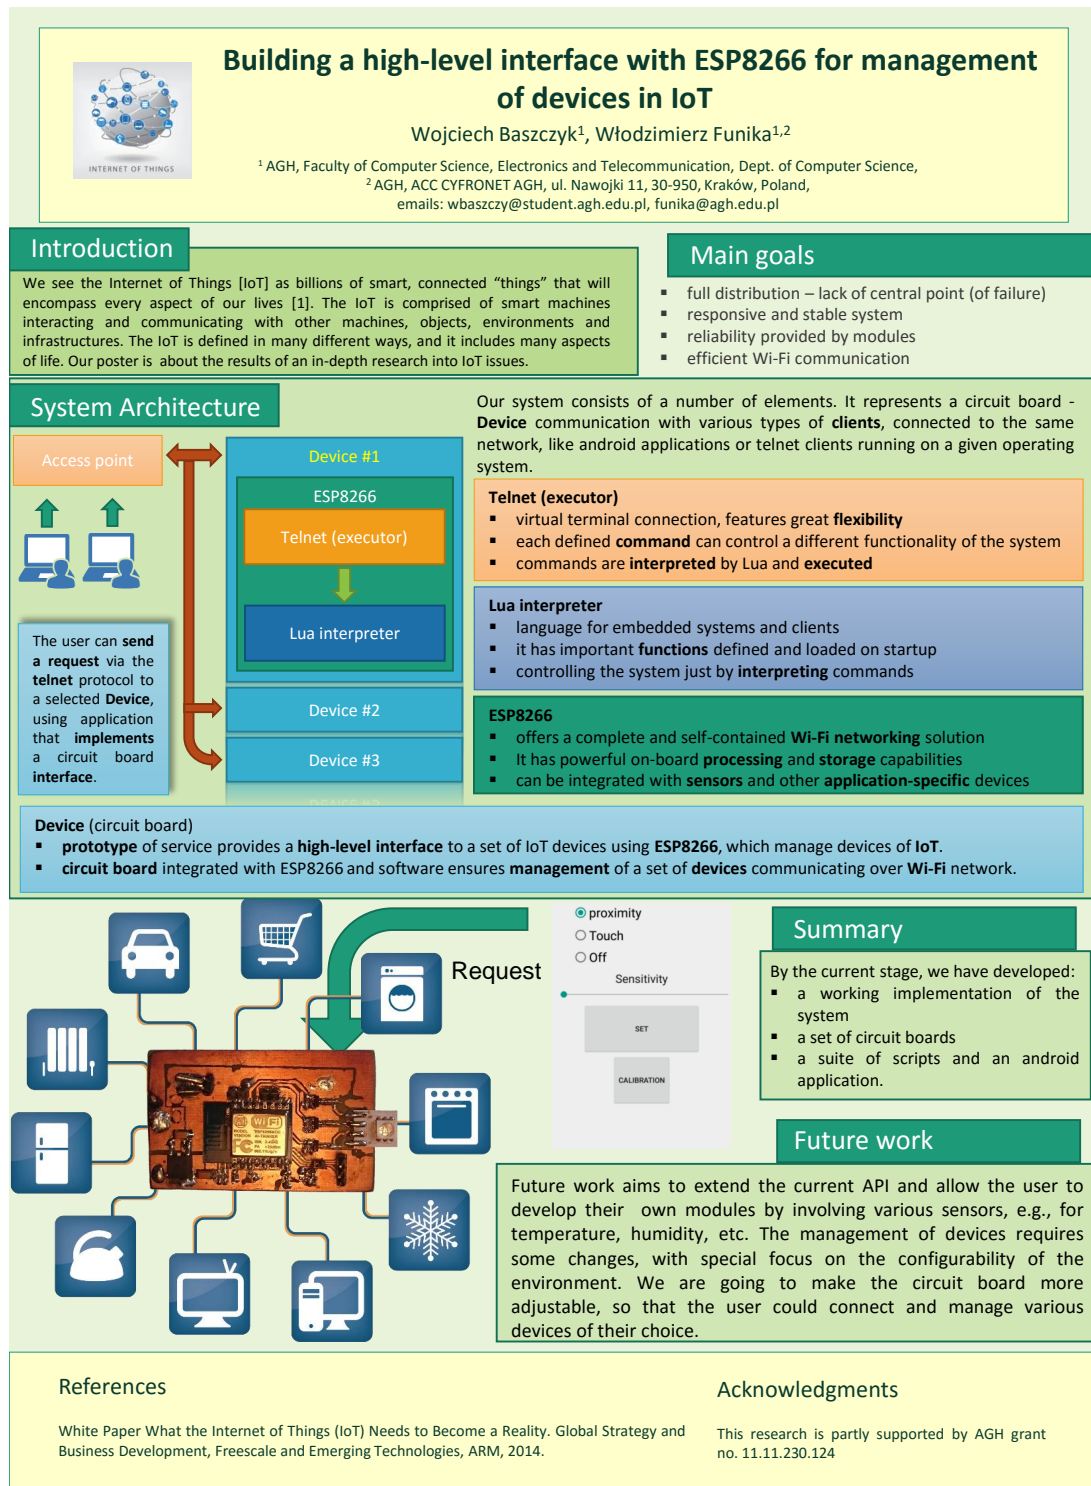 Building a high-level interface with ESP8266 for management
of devices in IoT
Wojciech Baszczyk¹, Włodzimierz Funika¹,²
¹ AGH, Faculty of Computer Science, Electronics and Telecommunication, Dept. of Computer Science,
² AGH, ACC CYFRONET AGH, ul. Nawojki 11, 30-950, Kraków, Poland,
emails: wbaszczy@student.agh.edu.pl, funika@agh.edu.pl
INTERNET OF THINGS
Introduction
We see the Internet of Things [IoT] as billions of smart, connected “things” that will
encompass every aspect of our lives [1]. The IoT is comprised of smart machines
interacting and communicating with other machines, objects, environments and
infrastructures. The IoT is defined in many different ways, and it includes many aspects
of life. Our poster is about the results of an in-depth research into IoT issues.
Main goals
▪ full distribution – lack of central point (of failure)
▪ responsive and stable system
▪ reliability provided by modules
▪ efficient Wi-Fi communication
System Architecture
Access point
Device #1
ESP8266
Telnet (executor)
Lua interpreter
Device #2
Device #3
The user can send
a request via the
telnet protocol to
a selected Device,
using application
that implements
a circuit board
interface.
Our system consists of a number of elements. It represents a circuit board -
Device communication with various types of clients, connected to the same
network, like android applications or telnet clients running on a given operating
system.
Telnet (executor)
▪ virtual terminal connection, features great flexibility
▪ each defined command can control a different functionality of the system
▪ commands are interpreted by Lua and executed
Lua interpreter
▪ language for embedded systems and clients
▪ it has important functions defined and loaded on startup
▪ controlling the system just by interpreting commands
ESP8266
▪ offers a complete and self-contained Wi-Fi networking solution
▪ It has powerful on-board processing and storage capabilities
▪ can be integrated with sensors and other application-specific devices
Device (circuit board)
▪ prototype of service provides a high-level interface to a set of IoT devices using ESP8266, which manage devices of IoT.
▪ circuit board integrated with ESP8266 and software ensures management of a set of devices communicating over Wi-Fi network.
Request
WiFi
FC
proximity
Touch
Off
Sensitivity
SET
CALIBRATION
Summary
By the current stage, we have developed:
▪ a working implementation of the
system
▪ a set of circuit boards
▪ a suite of scripts and an android
application.
Future work
Future work aims to extend the current API and allow the user to
develop their own modules by involving various sensors, e.g., for
temperature, humidity, etc. The management of devices requires
some changes, with special focus on the configurability of the
environment. We are going to make the circuit board more
adjustable, so that the user could connect and manage various
devices of their choice.
References
White Paper What the Internet of Things (IoT) Needs to Become a Reality. Global Strategy and
Business Development, Freescale and Emerging Technologies, ARM, 2014.
Acknowledgments
This research is partly supported by AGH grant
no. 11.11.230.124